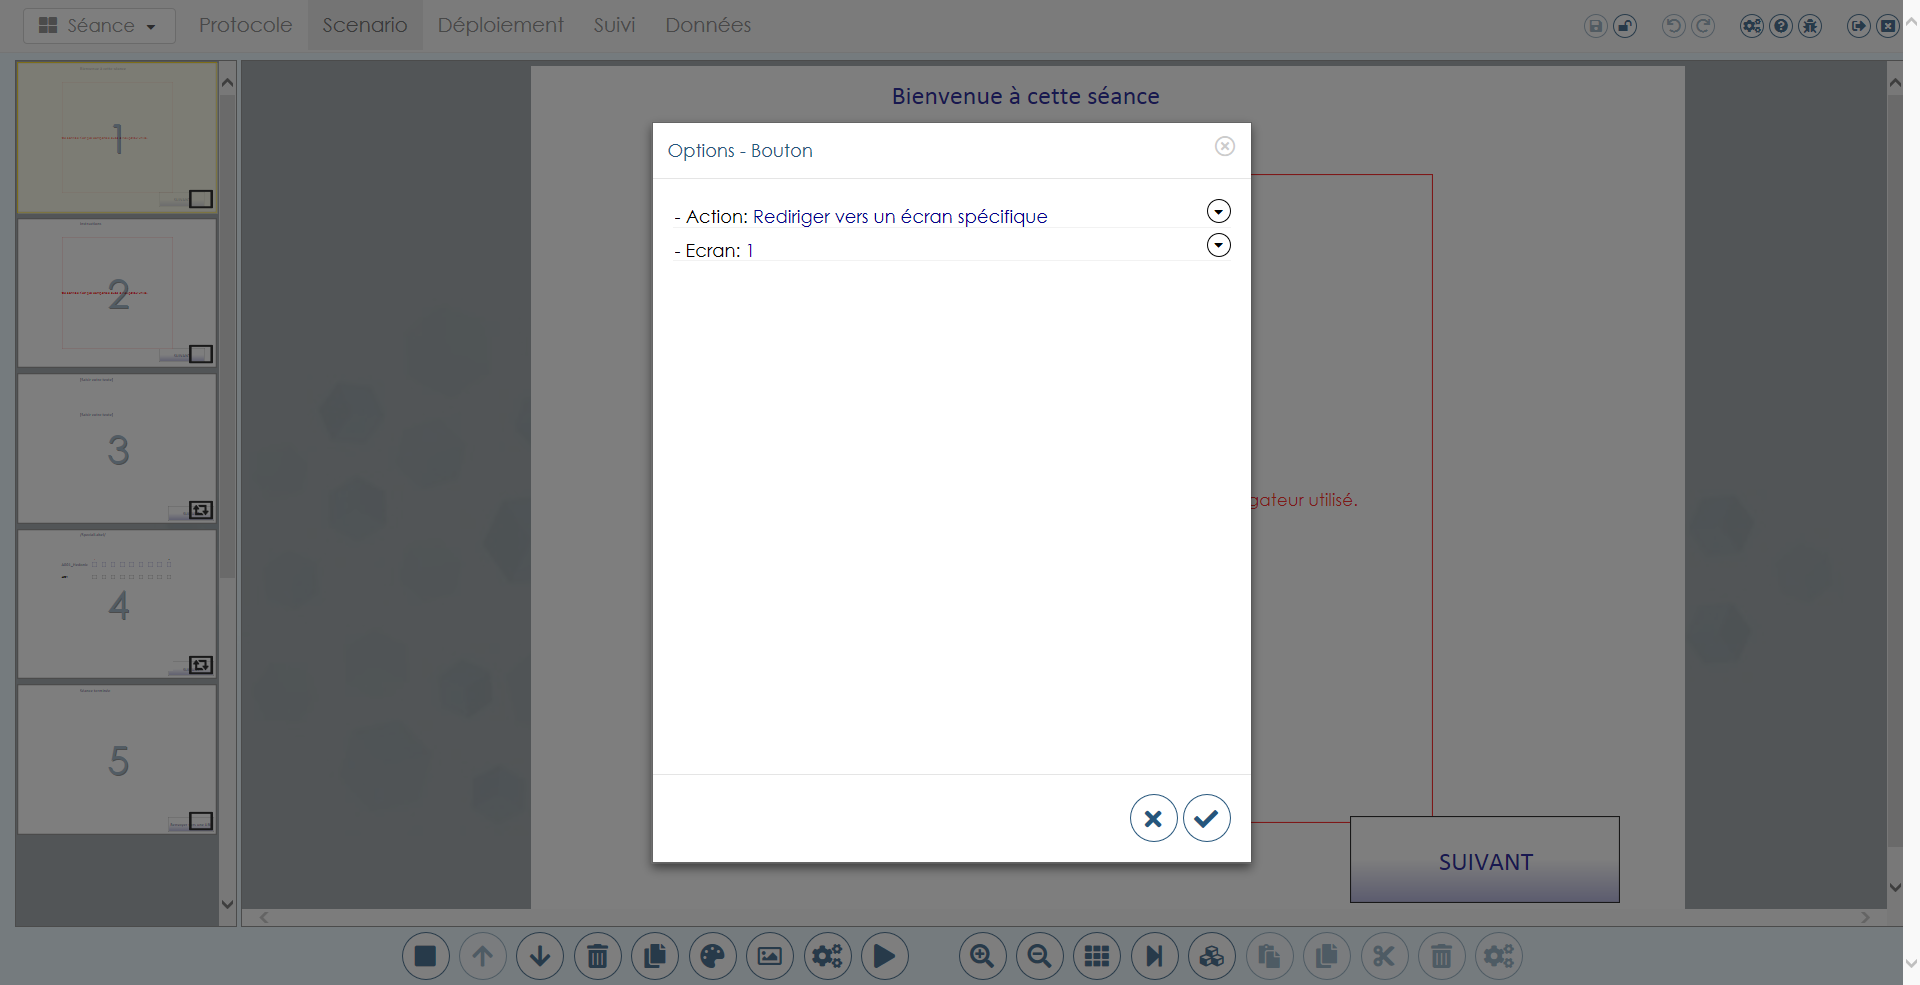 Séance
Protocole
Scenario
Déploiement
Suivi
Données
Bienvenue à cette séance
Options - Bouton
- Action: Rediriger vers un écran spécifique
- Ecran: 1
gateur utilisé.
SUIVANT
1
2
3
4
5